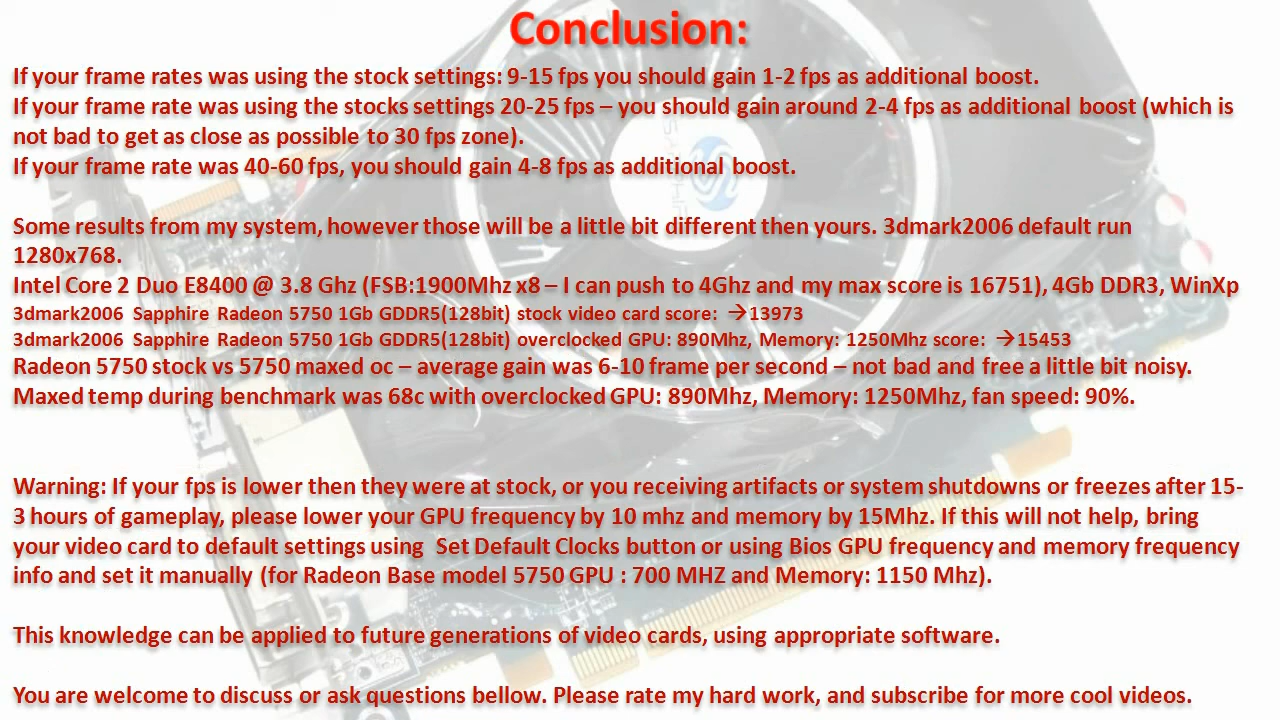 Conclusion:
If your frame rates was using the stock settings: 9-15 fps you should gain 1-2 fps as additional boost.
If your frame rate was using the stocks settings 20-25 fps – you should gain around 2-4 fps as additional boost (which is
not bad to get as close as possible to 30 fps zone).
If your frame rate was 40-60 fps, you should gain 4-8 fps as additional boost.
Some results from my system, however those will be a little bit different then yours. 3dmark2006 default run
1280x768.
Intel Core 2 Duo E8400 @ 3.8 Ghz (FSB:1900Mhz x8 – I can push to 4Ghz and my max score is 16751), 4Gb DDR3, WinXp
3dmark2006 Sapphire Radeon 5750 1Gb GDDR5(128bit) stock video card score: →13973
3dmark2006 Sapphire Radeon 5750 1Gb GDDR5(128bit) overclocked GPU: 890Mhz, Memory: 1250Mhz score: →15453
Radeon 5750 stock vs 5750 maxed oc – average gain was 6-10 frame per second – not bad and free a little bit noisy.
Maxed temp during benchmark was 68c with overclocked GPU: 890Mhz, Memory: 1250Mhz, fan speed: 90%.
Warning: If your fps is lower then they were at stock, or you receiving artifacts or system shutdowns or freezes after 15-
3 hours of gameplay, please lower your GPU frequency by 10 mhz and memory by 15Mhz. If this will not help, bring
your video card to default settings using Set Default Clocks button or using Bios GPU frequency and memory frequency
info and set it manually (for Radeon Base model 5750 GPU : 700 MHZ and Memory: 1150 Mhz).
This knowledge can be applied to future generations of video cards, using appropriate software.
You are welcome to discuss or ask questions bellow. Please rate my hard work, and subscribe for more cool videos.